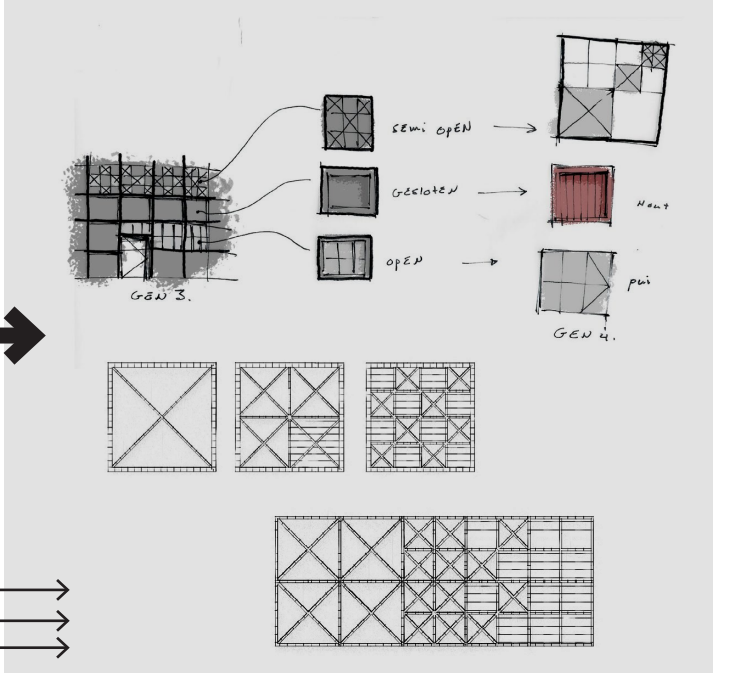 SEMI OPEN
GESLOTEN
Hout
OPEN
pui
GEN 3.
GEN 4.